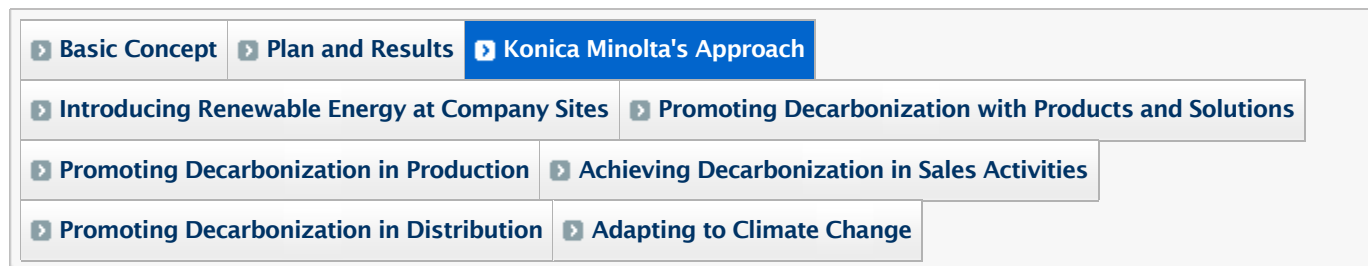 Basic Concept Plan and Results Konica Minolta's Approach
Introducing Renewable Energy at Company Sites Promoting Decarbonization with Products and Solutions
Promoting Decarbonization in Production Achieving Decarbonization in Sales Activities
Promoting Decarbonization in Distribution Adapting to Climate Change